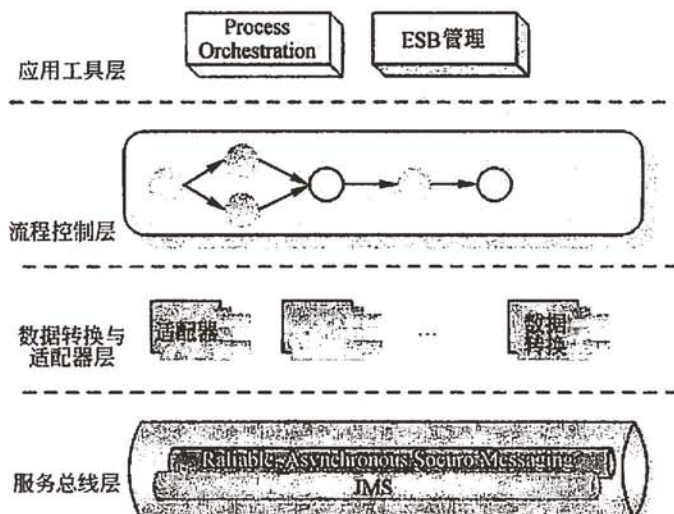 Process
Orchestration
ESB管理
应用工具层
流程控制层
数据转换与
适配器层
适配器
...
数据
转换
Asynchronous
Messaging
JMS
服务总线层